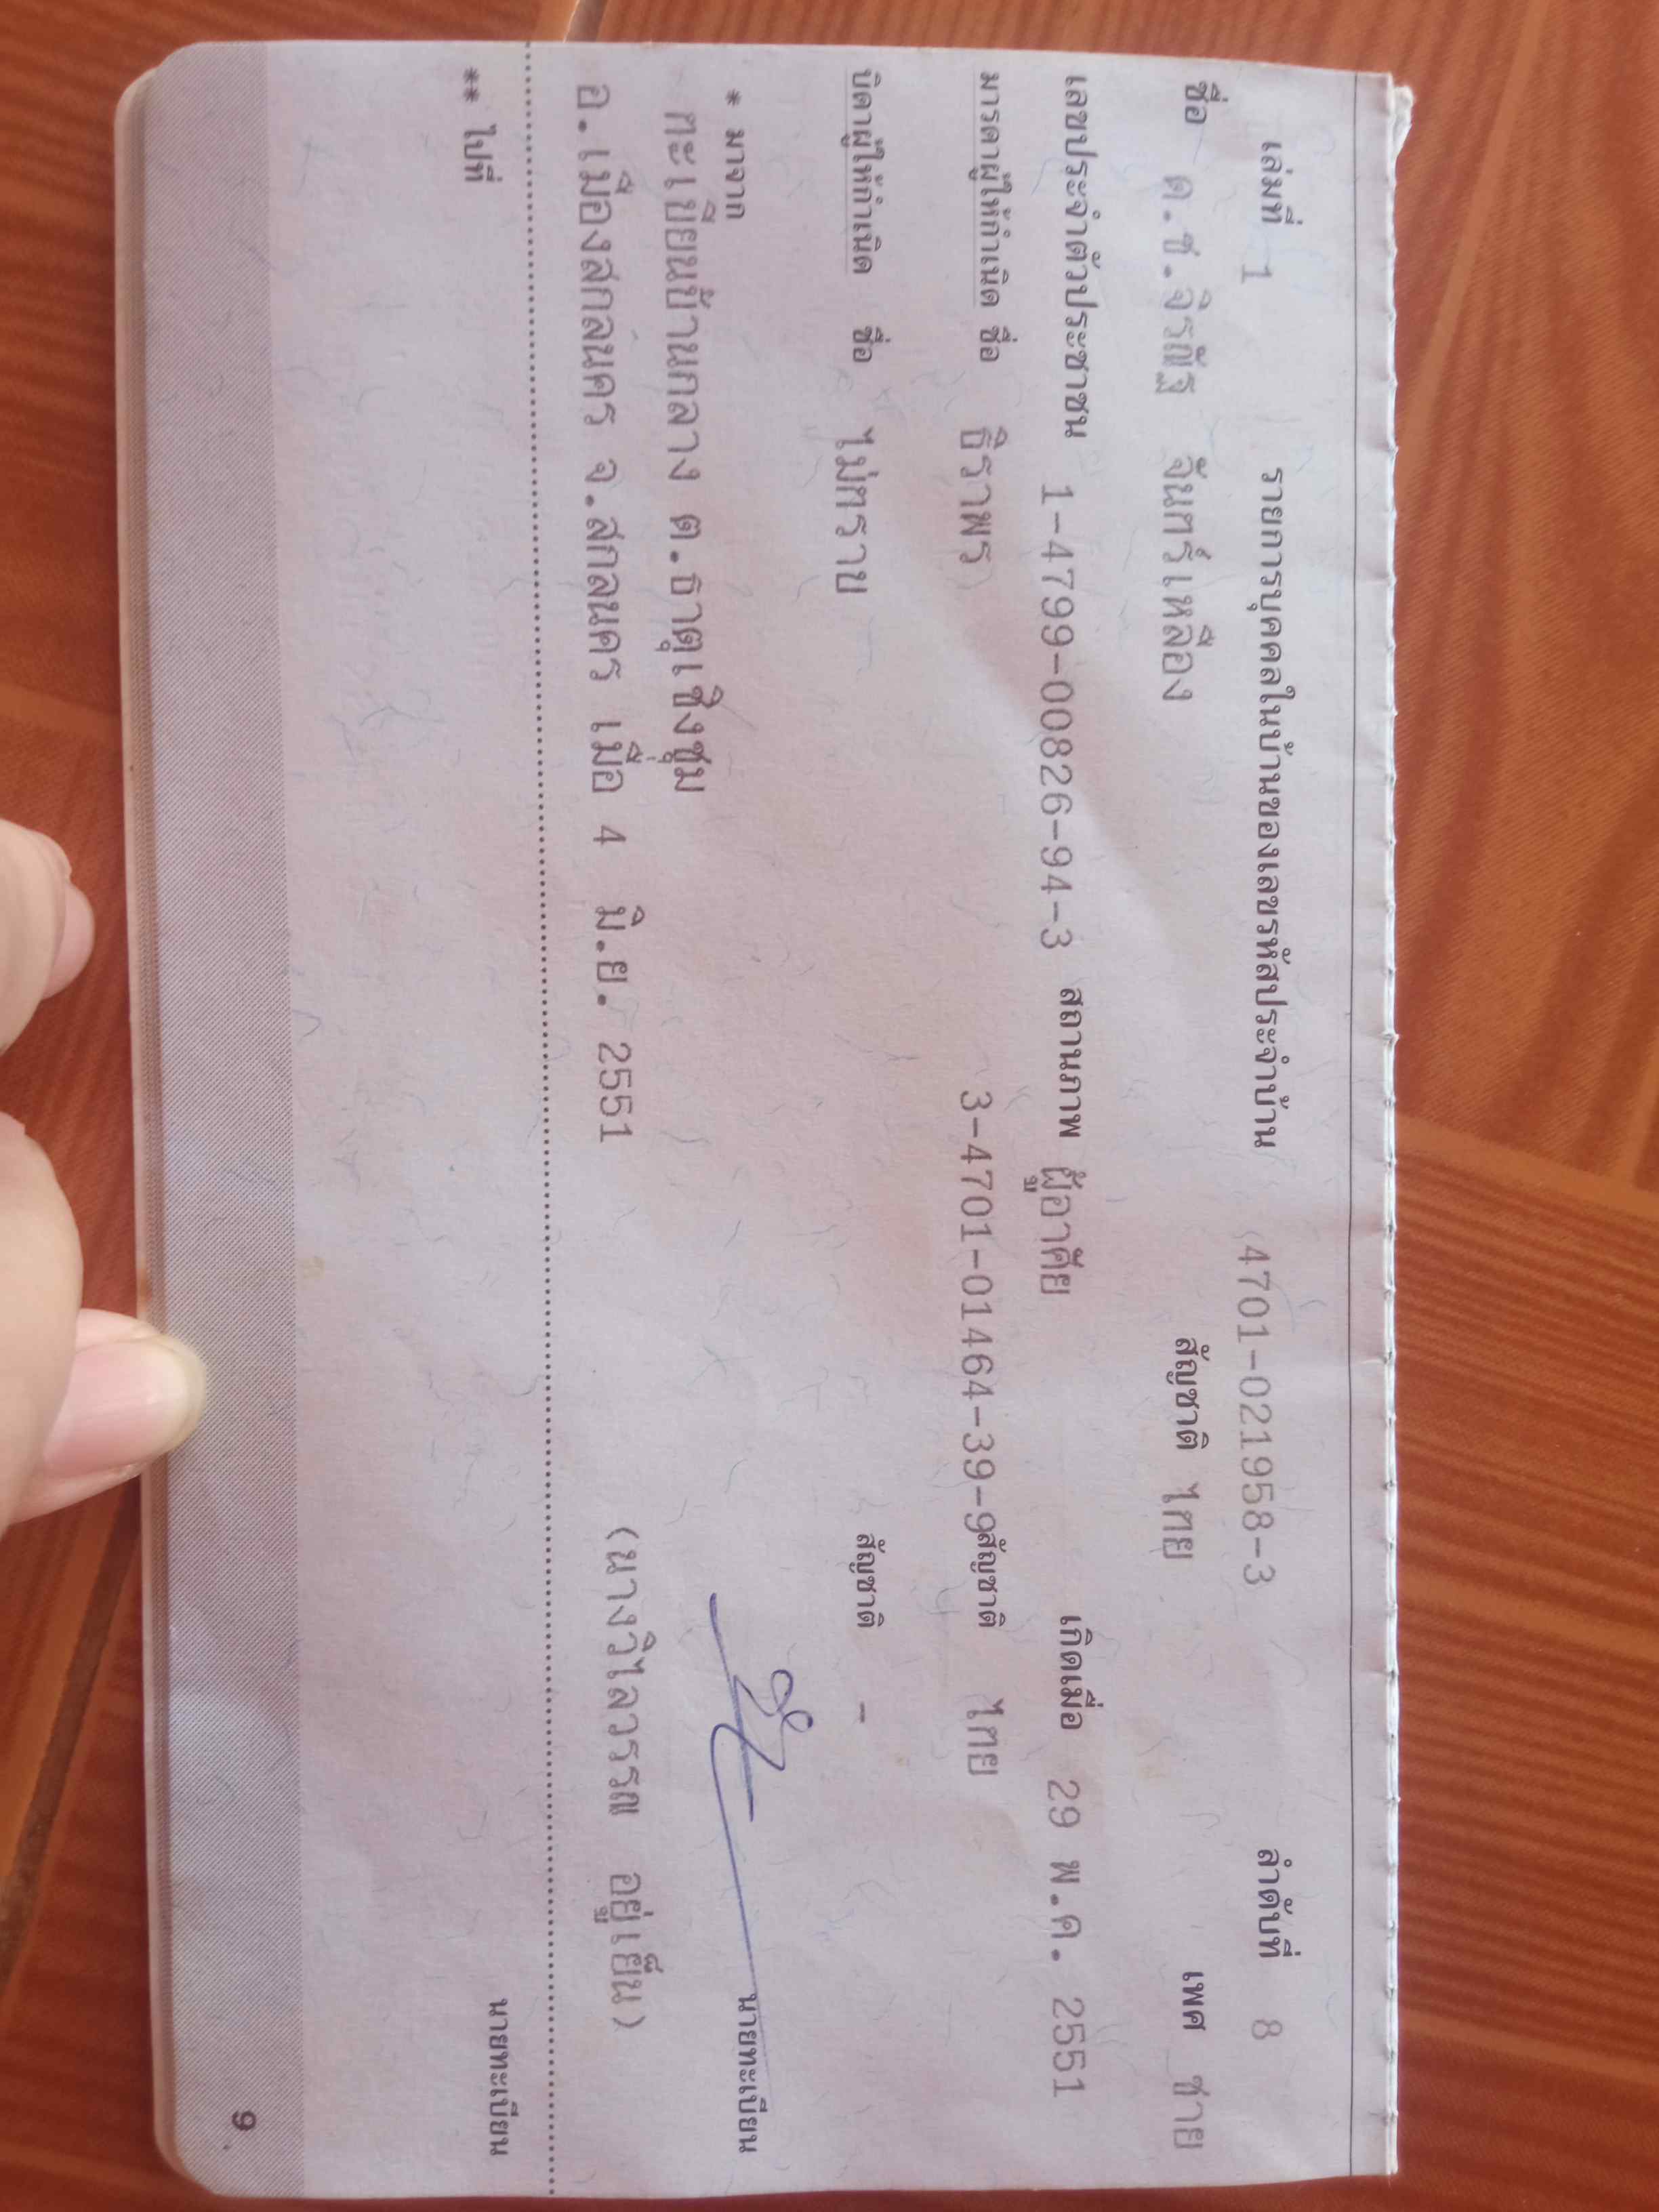 เล่มที่ 1 รายการบุคคลในบ้านของเลขรหัสประจำบ้าน 4701-021958-3 ลำดับที่ 8
ชื่อ ด.ช.จิรณัฐ จันทร์เหลือง สัญชาติ ไทย เพศ ชาย
เลขประจำตัวประชาชน 1-4799-00826-94-3 สถานภาพ ผู้อาศัย เกิดเมื่อ 29 พ.ค. 2551
มารดาผู้ให้กำเนิด ชื่อ ธิราพร 3-4701-01464-39-9 สัญชาติ ไทย
บิดาผู้ให้กำเนิด ชื่อ ไม่ทราบ สัญชาติ -
* มาจาก
ทะเบียนบ้านกลาง ต.ธาตุเชิงชุม
นายทะเบียน
อ.เมืองสกลนคร จ.สกลนคร เมื่อ 4 มิ.ย. 2551 (นางวิไลวรรณ อยู่เย็น)
** ไปที่ นายทะเบียน
9